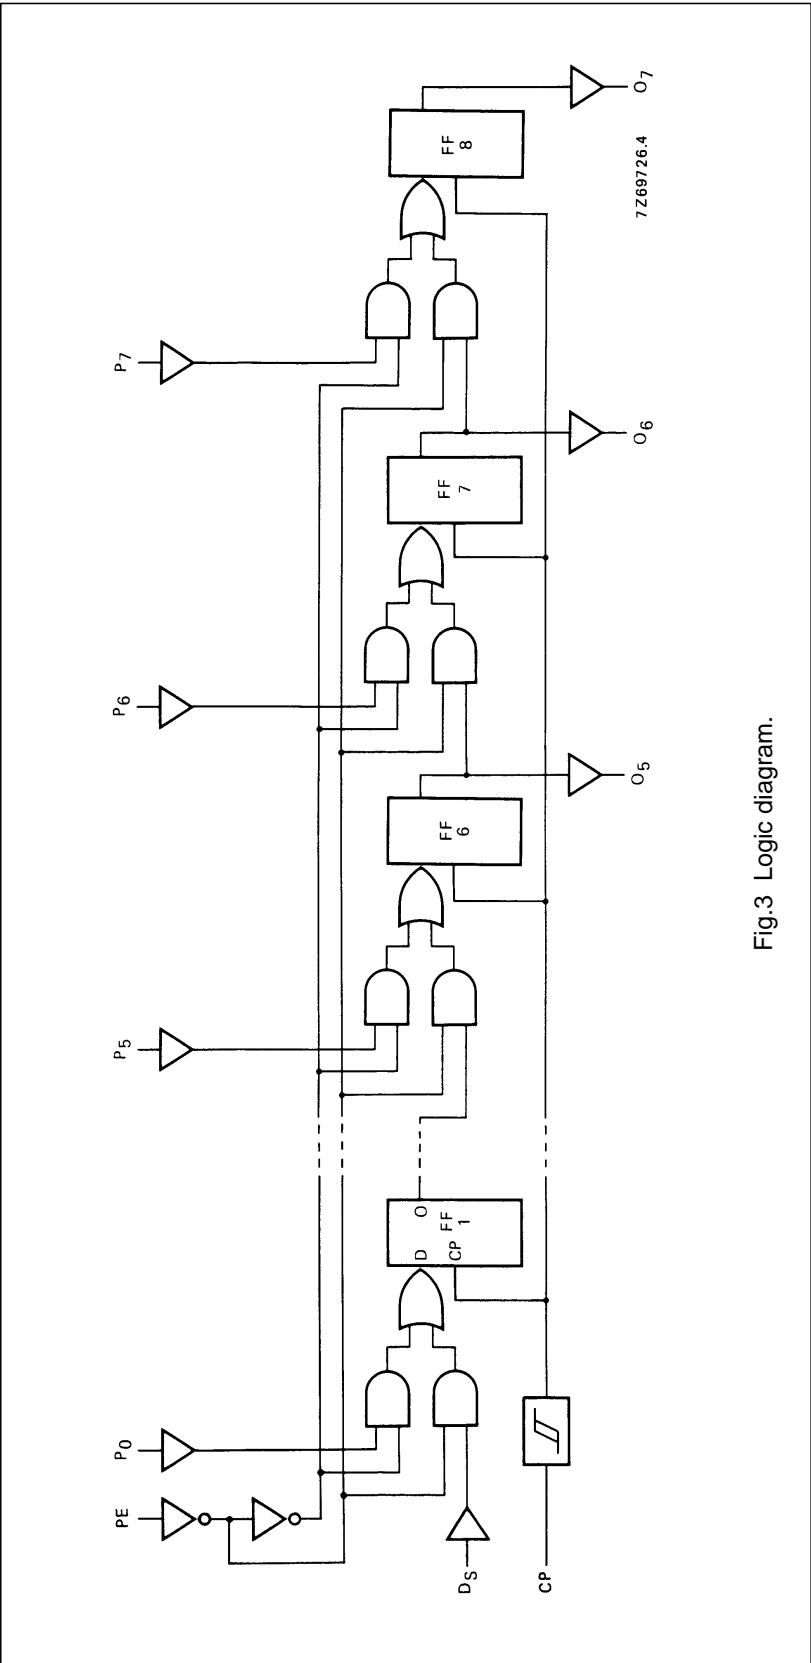 PE
P0
P5
P6
P7
D O
CP FF
1
FF
6
FF
7
FF
8
DS
CP
O5
O6
O7
7Z69726.4
Fig.3 Logic diagram.